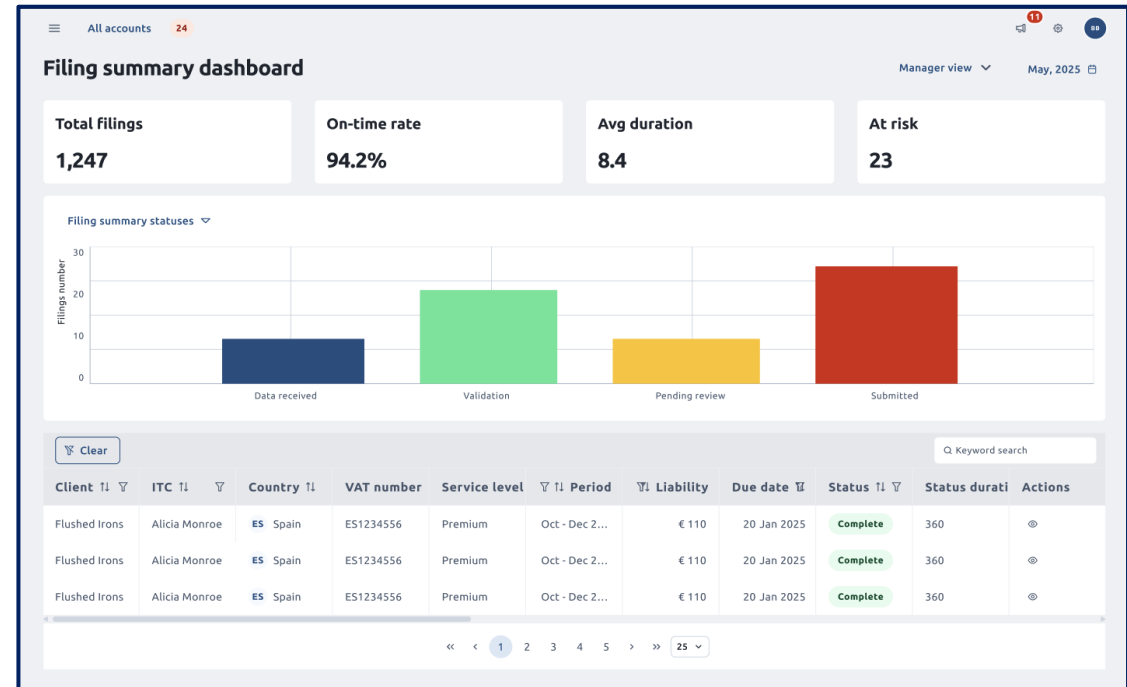 All accounts 24 11 BB
Filing summary dashboard Manager view May, 2025
Total filings On-time rate Avg duration At risk
1,247 94.2% 8.4 23
Filing summary statuses
Filings number
30
20
10
0
Data received Validation Pending review Submitted
Clear Keyword search
Client ITC Country VAT number Service level Period Liability Due date Status Status durati Actions
Flushed Irons Alicia Monroe ES Spain ES1234556 Premium Oct - Dec 2... € 110 20 Jan 2025 Complete 360
Flushed Irons Alicia Monroe ES Spain ES1234556 Premium Oct - Dec 2... € 110 20 Jan 2025 Complete 360
Flushed Irons Alicia Monroe ES Spain ES1234556 Premium Oct - Dec 2... € 110 20 Jan 2025 Complete 360
« ‹ 1 2 3 4 5 › » 25